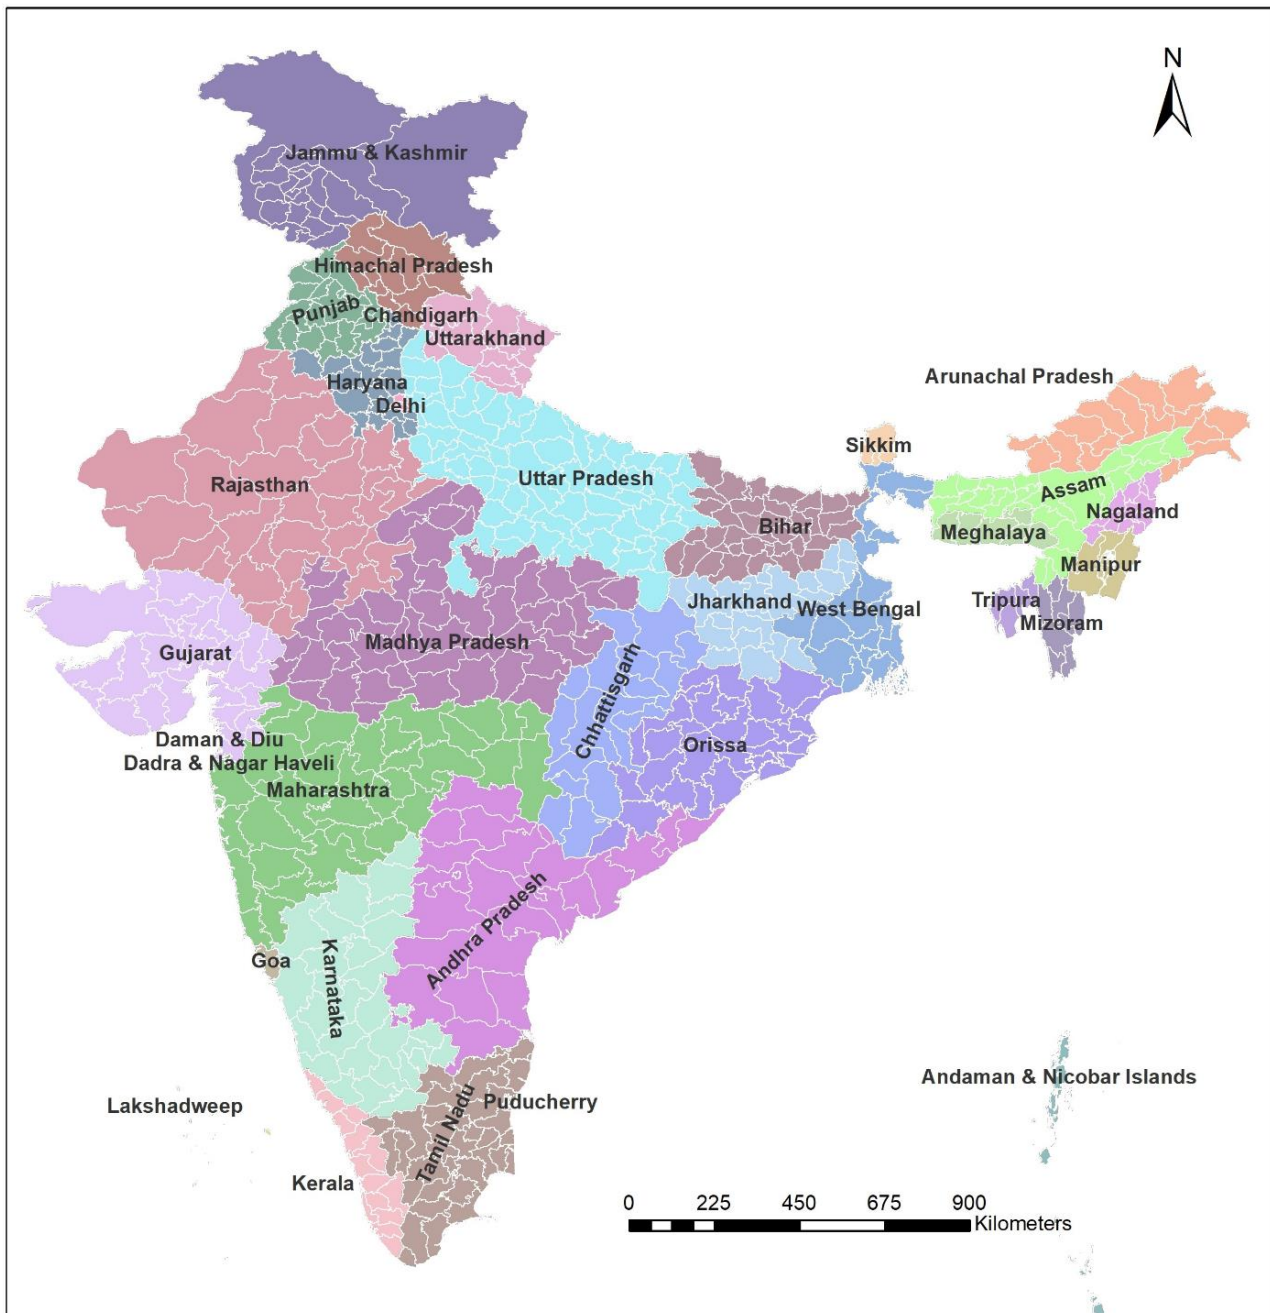 N
Jammu & Kashmir
Himachal Pradesh
Punjab
Chandigarh
Uttarakhand
Haryana
Delhi
Arunachal Pradesh
Sikkim
Rajasthan
Uttar Pradesh
Assam
Nagaland
Bihar
Meghalaya
Manipur
Jharkhand
West Bengal
Tripura
Mizoram
Gujarat
Madhya Pradesh
Chhattisgarh
Daman & Diu
Orissa
Dadra & Nagar Haveli
Maharashtra
Andhra Pradesh
Goa
Karnataka
Andaman & Nicobar Islands
Lakshadweep
Puducherry
Tamil Nadu
Kerala
0 225 450 675 900
Kilometers